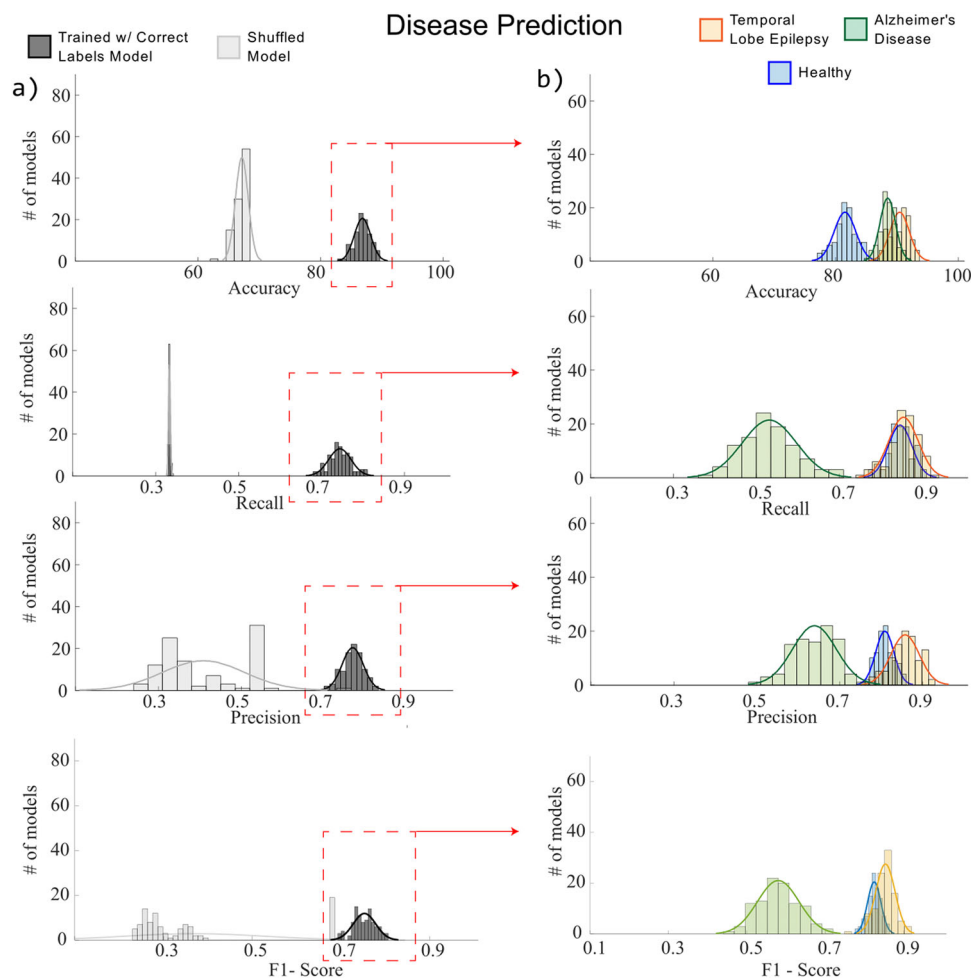 Disease Prediction
Trained w/ Correct
Labels Model
Shuffled
Model
Temporal
Lobe Epilepsy
Alzheimer's
Disease
Healthy
a)
80
60
40
20
0
# of models
60
80
100
Accuracy
b)
60
40
20
0
# of models
60
80
100
Accuracy
80
60
40
20
0
# of models
0.3
0.5
0.7
0.9
Recall
60
40
20
0
# of models
0.3
0.5
0.7
0.9
Recall
80
60
40
20
0
# of models
0.3
0.5
0.7
0.9
Precision
60
40
20
0
# of models
0.3
0.5
0.7
0.9
Precision
80
60
40
20
0
# of models
0.3
0.5
0.7
0.9
F1- Score
60
40
20
0
# of models
0.1
0.3
0.5
0.7
0.9
F1 - Score